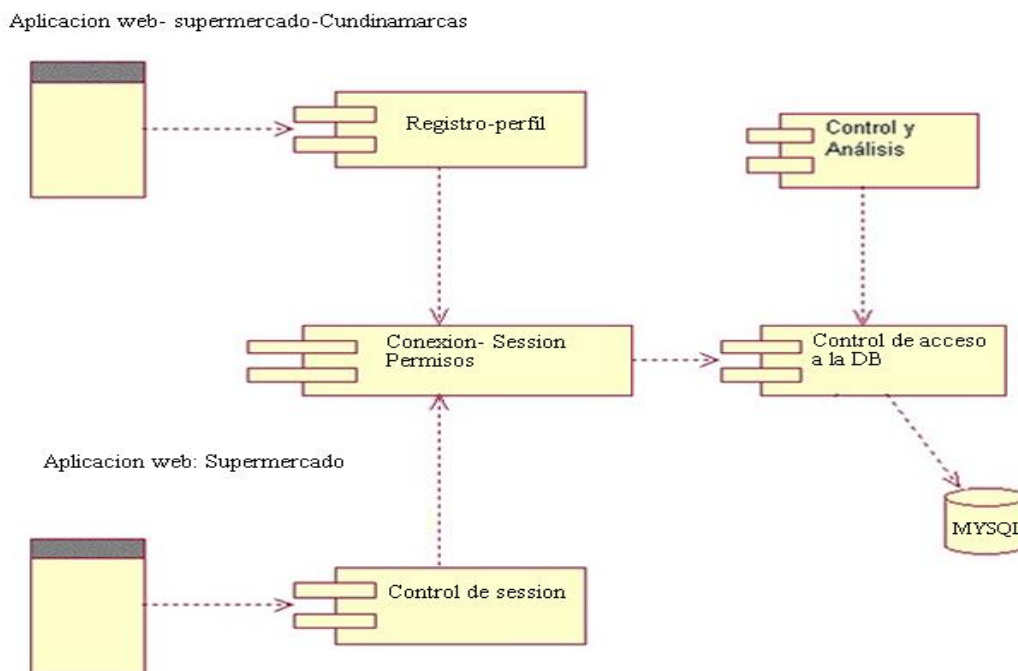 Aplicacion web- supermercado-Cundinamarcas
Registro-perfil
Control y
Análisis
Conexion- Session
Permisos
Control de acceso
a la DB
Aplicacion web: Supermercado
MYSQL
Control de session